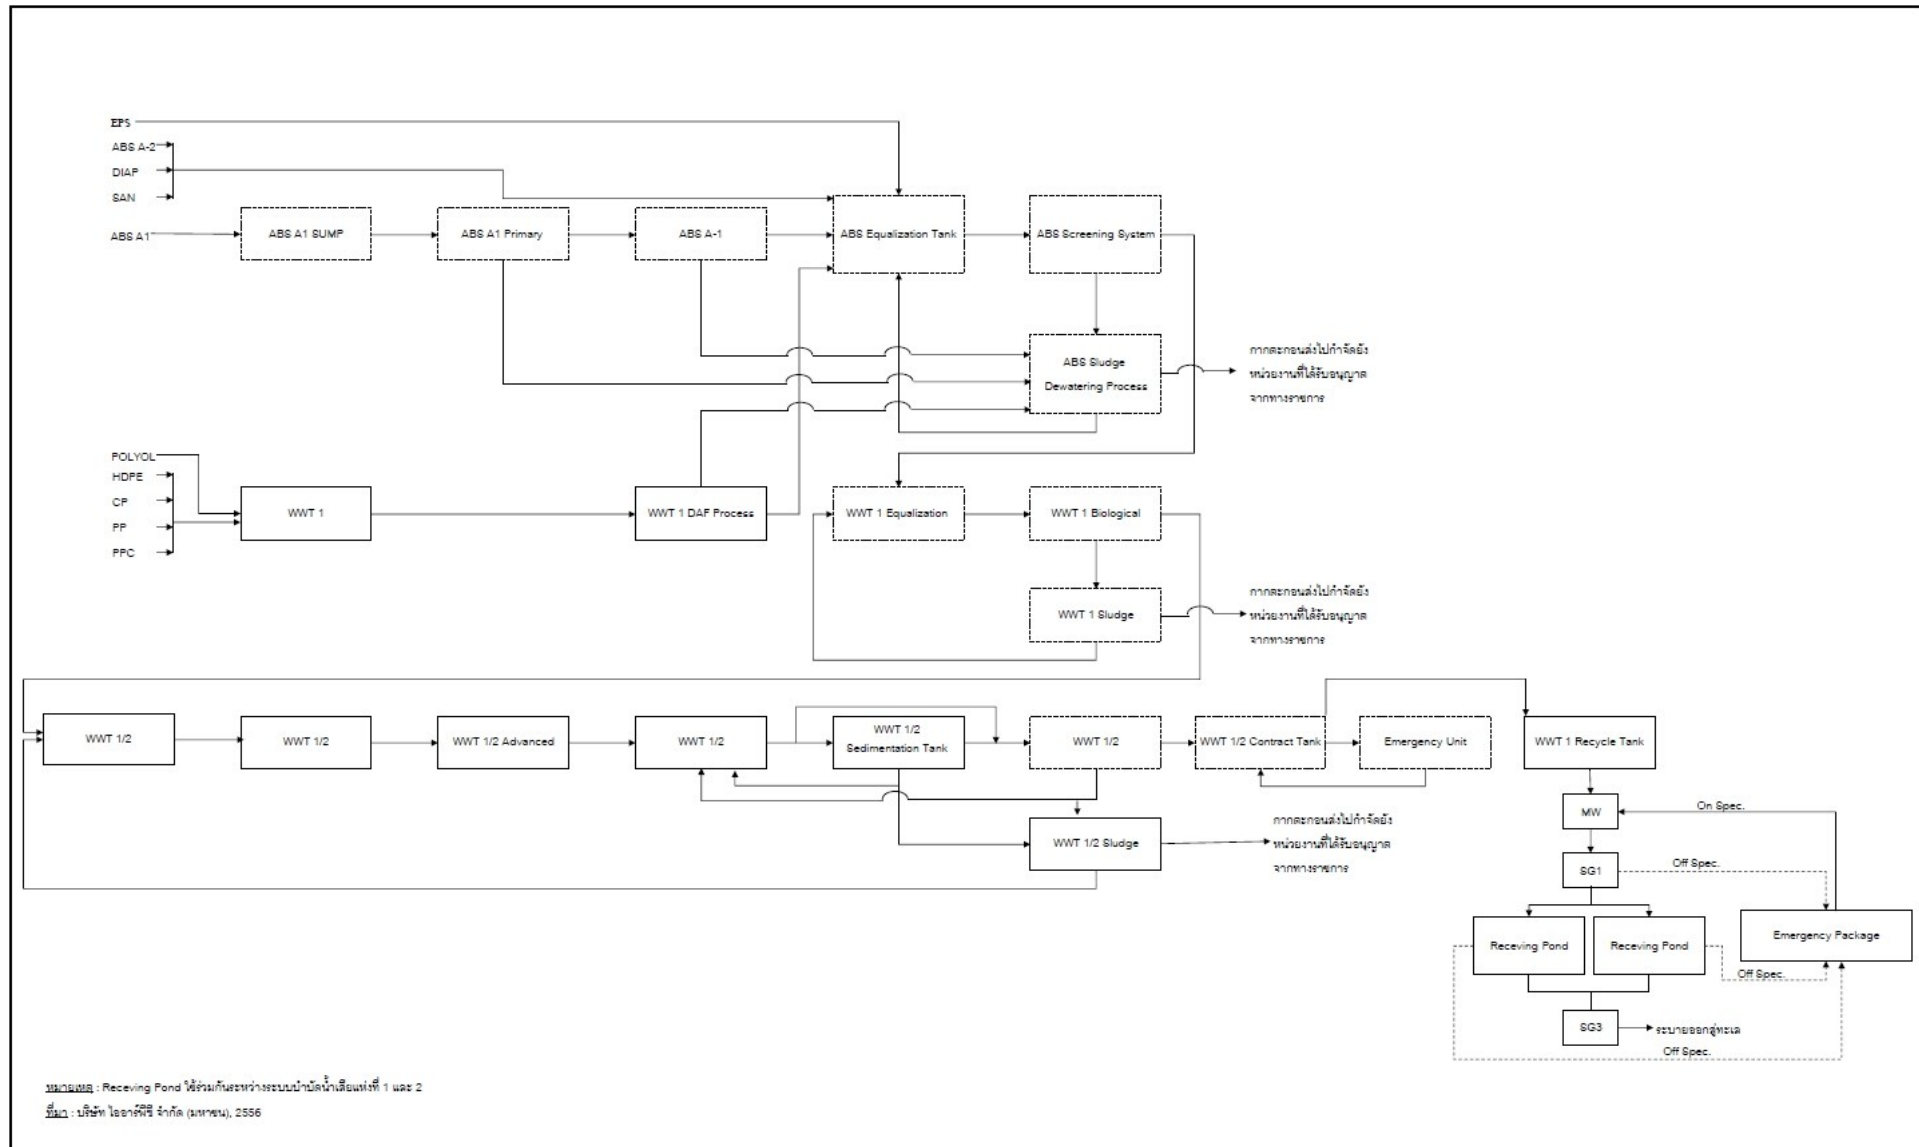 EPS
ABS A-2
DIAP
SAN
ABS A1
ABS A1 SUMP
ABS A1 Primary
ABS A-1
ABS Equalization Tank
ABS Screening System
ABS Sludge
Dewatering Process
กากตะกอนส่งไปกำจัดยัง
หน่วยงานที่ได้รับอนุญาต
จากทางราชการ
POLYOL
HDPE
CP
PP
PPC
WWT 1
WWT 1 DAF Process
WWT 1 Equalization
WWT 1 Biological
WWT 1 Sludge
กากตะกอนส่งไปกำจัดยัง
หน่วยงานที่ได้รับอนุญาต
จากทางราชการ
WWT 1/2
WWT 1/2
WWT 1/2 Advanced
WWT 1/2
WWT 1/2
Sedimentation Tank
WWT 1/2
WWT 1/2 Contract Tank
Emergency Unit
WWT 1 Recycle Tank
WWT 1/2 Sludge
กากตะกอนส่งไปกำจัดยัง
หน่วยงานที่ได้รับอนุญาต
จากทางราชการ
MW
On Spec.
SG1
Off Spec.
Receving Pond
Receving Pond
Emergency Package
Off Spec.
SG3
ระบายออกสู่ทะเล
Off Spec.
หมายเหตุ : Receving Pond ใช้ร่วมกันระหว่างระบบบำบัดน้ำเสียแห่งที่ 1 และ 2
ที่มา : บริษัท ไออาร์พีซี จำกัด (มหาชน), 2556